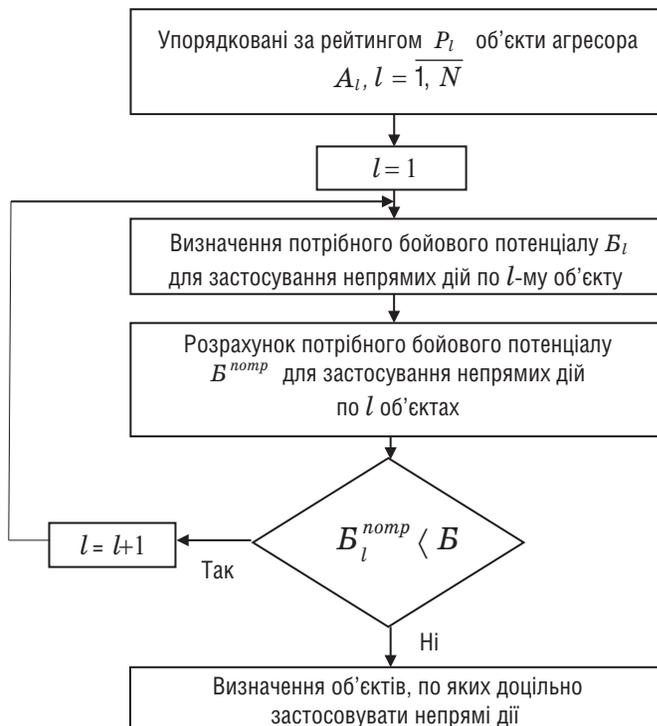 Упорядковані за рейтингом P_l об’єкти агресора
A_l, l = \overline{1, N}
l = 1
Визначення потрібного бойового потенціалу Б_l
для застосування непрямих дій по l-му об’єкту
Розрахунок потрібного бойового потенціалу
Б^{потр} для застосування непрямих дій
по l об’єктах
Б_l^{потр} ⟨ Б
l = l+1
Так
Ні
Визначення об’єктів, по яких доцільно
застосовувати непрямі дії